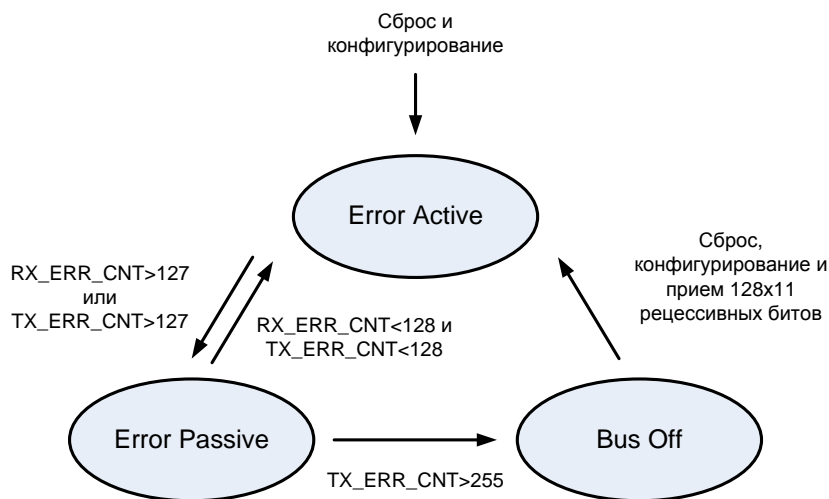 Сброс и
конфигурирование
Error Active
RX_ERR_CNT>127
или
TX_ERR_CNT>127
RX_ERR_CNT<128 и
TX_ERR_CNT<128
Сброс,
конфигурирование и
прием 128x11
рецессивных битов
Error Passive
TX_ERR_CNT>255
Bus Off